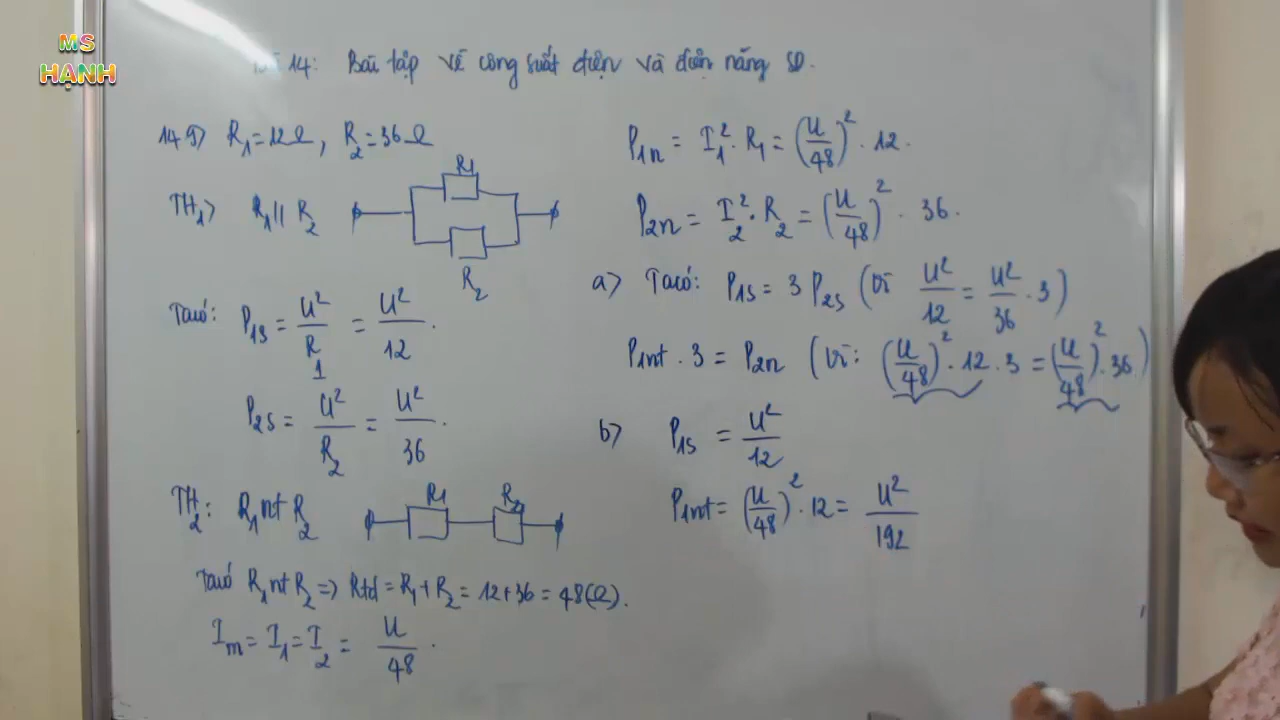 MS
HẠNH
14: Bài tập về công suất điện và điện năng SD.
14.9> R₁ = 12Ω, R₂ = 36Ω
TH₁> R₁ // R₂
R₁
R₂
Ta có: P₁S = U²/R₁ = U²/12.
P₂S = U²/R₂ = U²/36.
TH₂: R₁ nt R₂
R₁ R₂
Ta có R₁ nt R₂ => Rtđ = R₁ + R₂ = 12 + 36 = 48(Ω).
Iₘ = I₁ = I₂ = U/48.
P₁n = I₁² . R₁ = (U/48)² . 12.
P₂n = I₂² . R₂ = (U/48)² . 36.
a> Ta có: P₁S = 3 P₂S (Vì U²/12 = U²/36 . 3)
P₁nt . 3 = P₂n (Vì: (U/48)² . 12 . 3 = (U/48)² . 36)
b> P₁S = U²/12
P₁nt = (U/48)² . 12 = U²/192